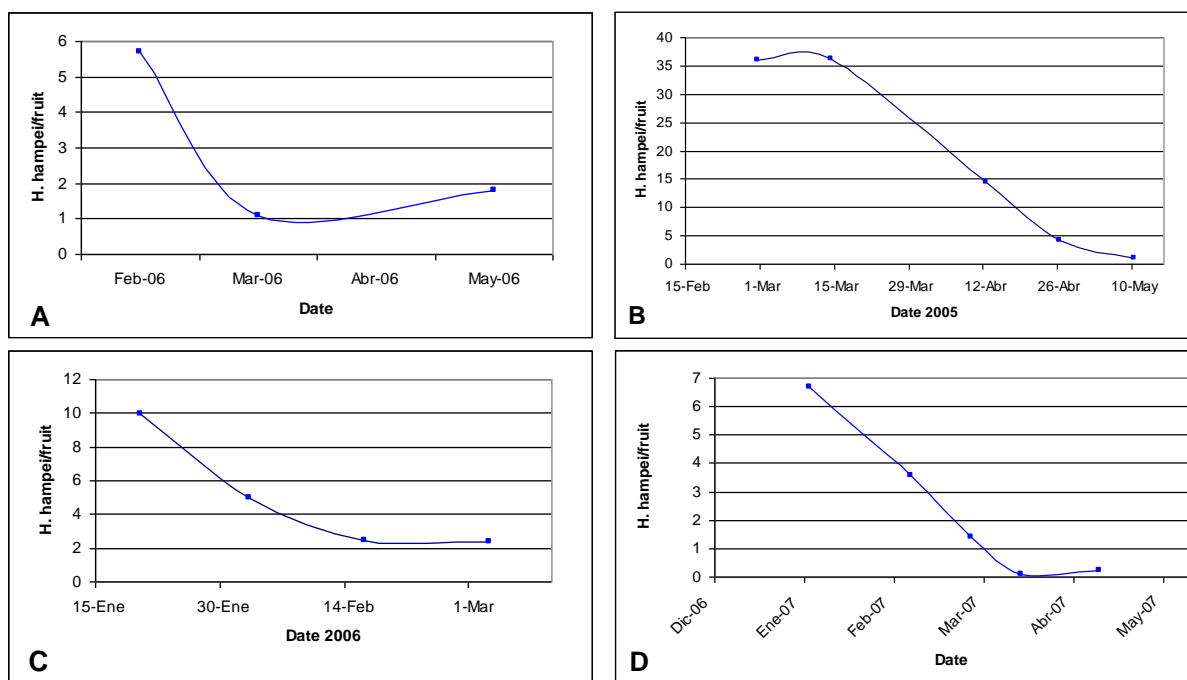 6
5
4
3
2
1
0
H. hampei/fruit
Feb-06 Mar-06 Abr-06 May-06
Date
A
40
35
30
25
20
15
10
5
0
H. hampei/fruit
15-Feb 1-Mar 15-Mar 29-Mar 12-Abr 26-Abr 10-May
Date 2005
B
12
10
8
6
4
2
0
H. hampei/fruit
15-Ene 30-Ene 14-Feb 1-Mar
Date 2006
C
7
6
5
4
3
2
1
0
H. hampei/fruit
Dic-06 Ene-07 Feb-07 Mar-07 Abr-07 May-07
Date
D